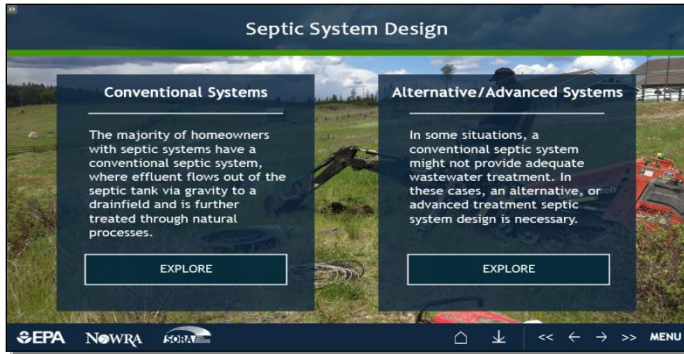 Septic System Design
Conventional Systems
The majority of homeowners
with septic systems have a
conventional septic system,
where effluent flows out of the
septic tank via gravity to a
drainfield and is further
treated through natural
processes.
EXPLORE
Alternative/Advanced Systems
In some situations, a
conventional septic system
might not provide adequate
wastewater treatment. In
these cases, an alternative, or
advanced treatment septic
system design is necessary.
EXPLORE
EPA NOWRA SORA
<< ← → >> MENU